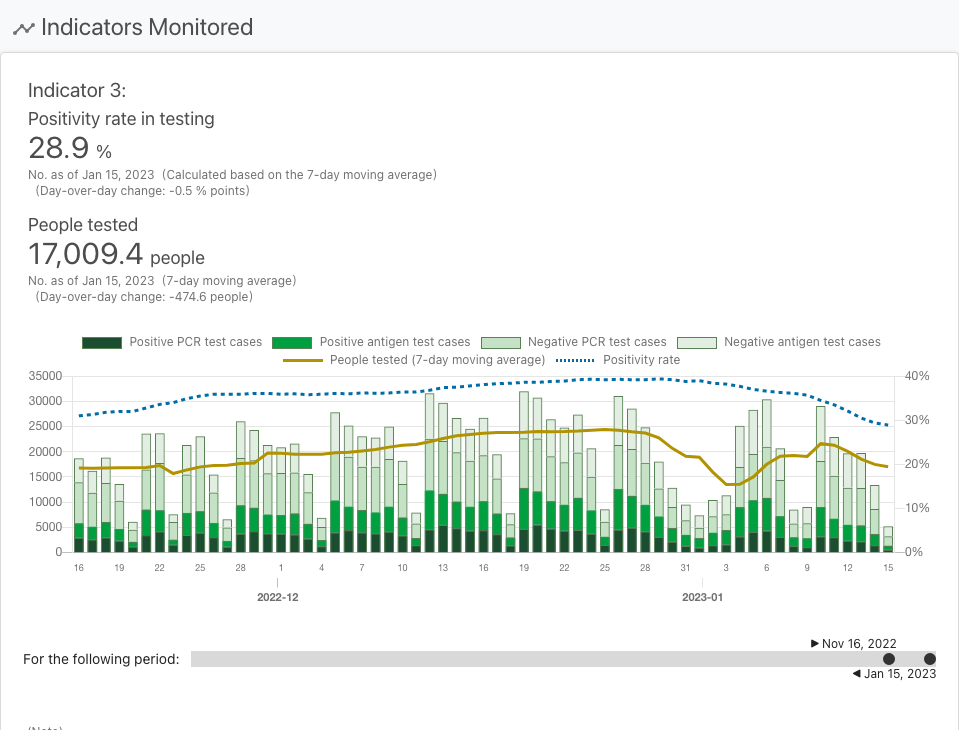 Indicators Monitored
Indicator 3:
Positivity rate in testing
28.9 %
No. as of Jan 15, 2023 (Calculated based on the 7-day moving average)
(Day-over-day change: -0.5 % points)
People tested
17,009.4 people
No. as of Jan 15, 2023 (7-day moving average)
(Day-over-day change: -474.6 people)
Positive PCR test cases Positive antigen test cases Negative PCR test cases Negative antigen test cases
People tested (7-day moving average) Positivity rate
35000 40%
30000
25000 30%
20000 20%
15000
10000 10%
5000
0 0%
16 19 22 25 28 1 4 7 10 13 16 19 22 25 28 31 3 6 9 12 15
2022-12 2023-01
▶ Nov 16, 2022
For the following period:
◀ Jan 15, 2023